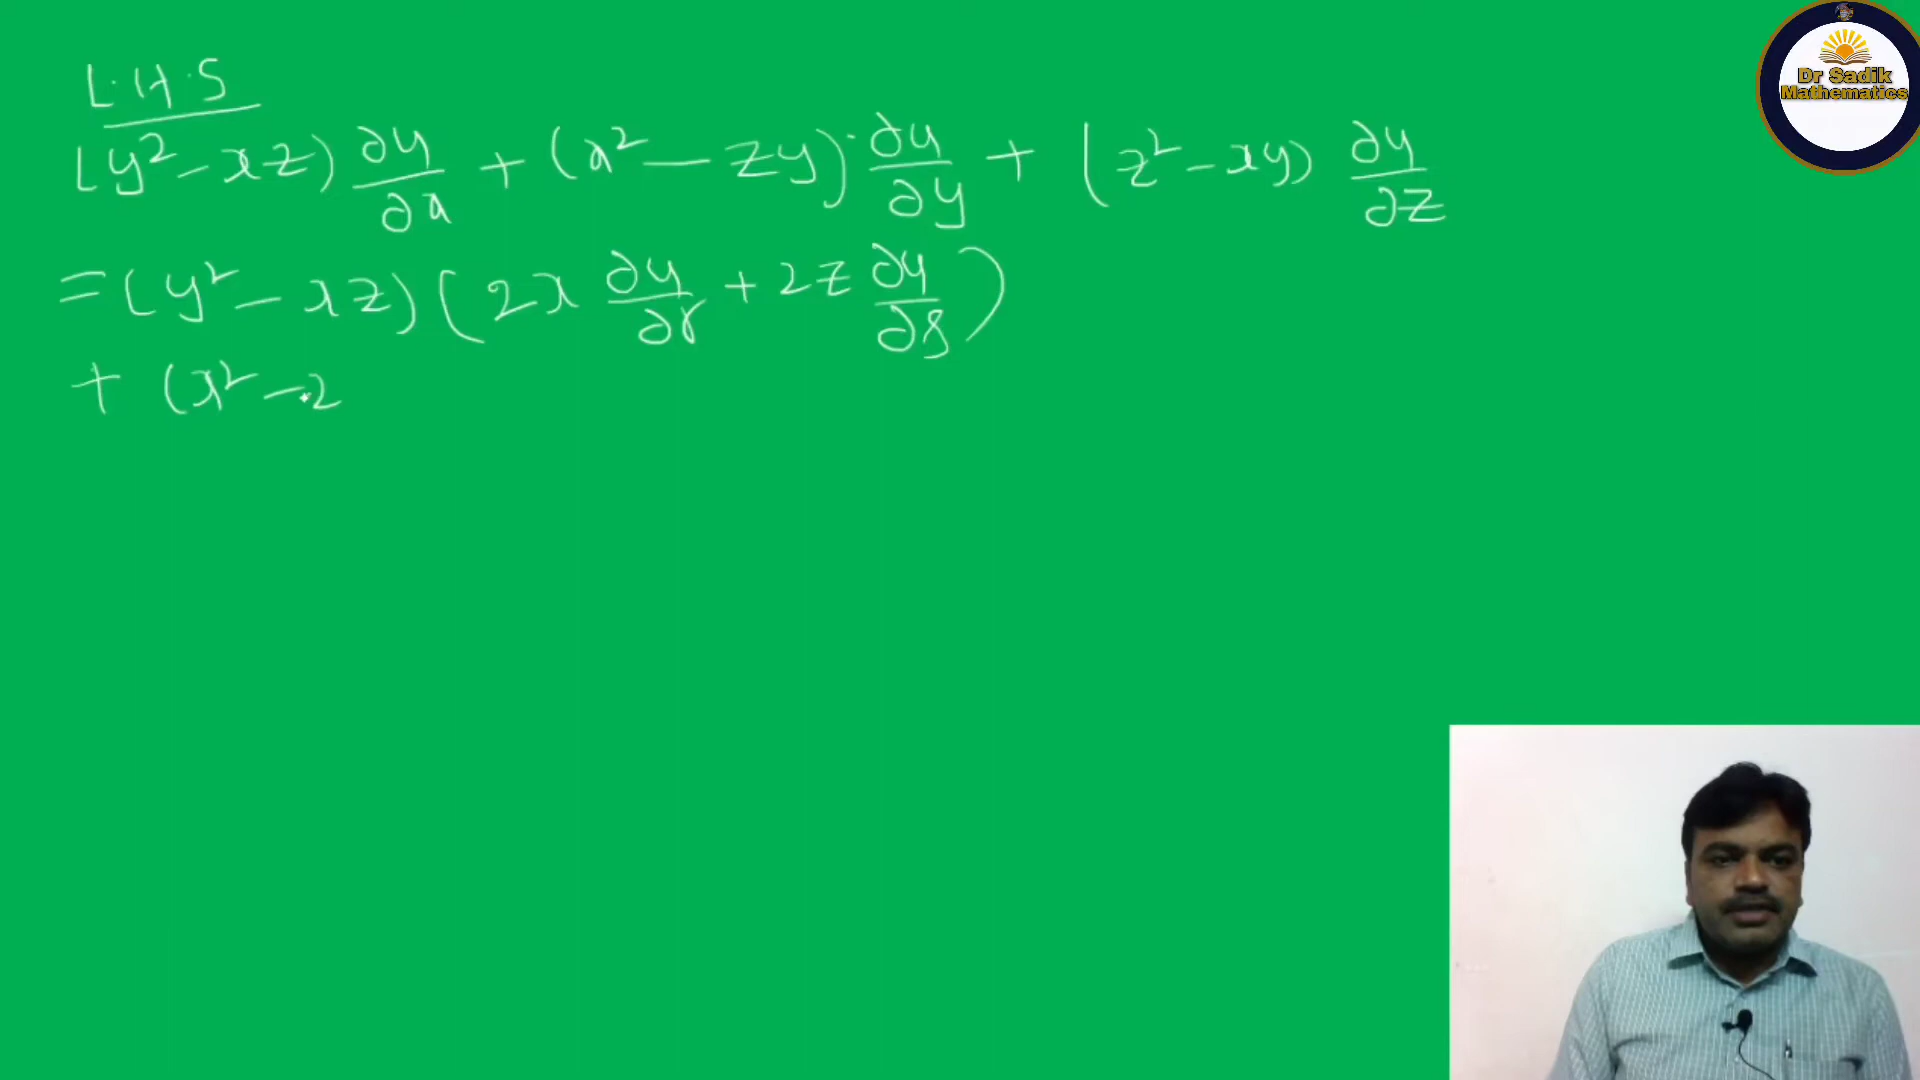 L.H.S
(y² - xz) ∂u/∂x + (x² - zy) · ∂u/∂y + (z² - xy) ∂u/∂z
= (y² - xz) (2x ∂u/∂r + 2z ∂u/∂s)
+ (x² - z
Dr Sadik
Mathematics